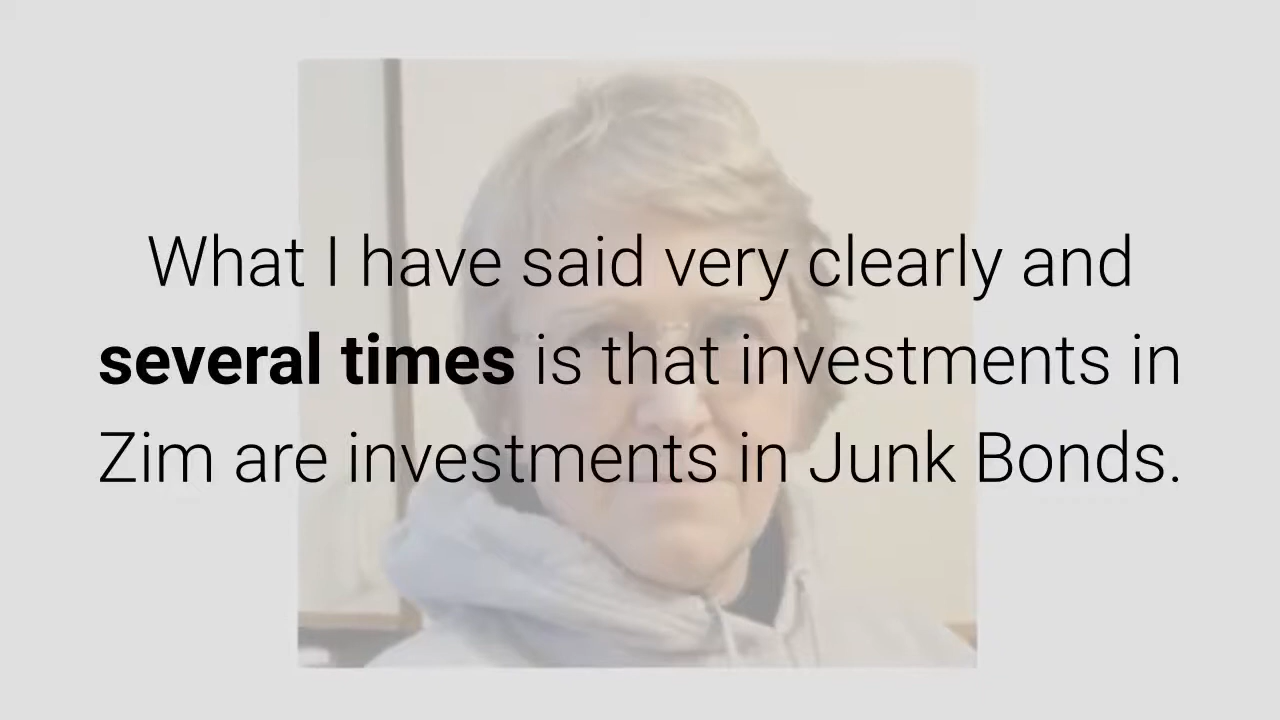 What I have said very clearly and
several times is that investments in
Zim are investments in Junk Bonds.